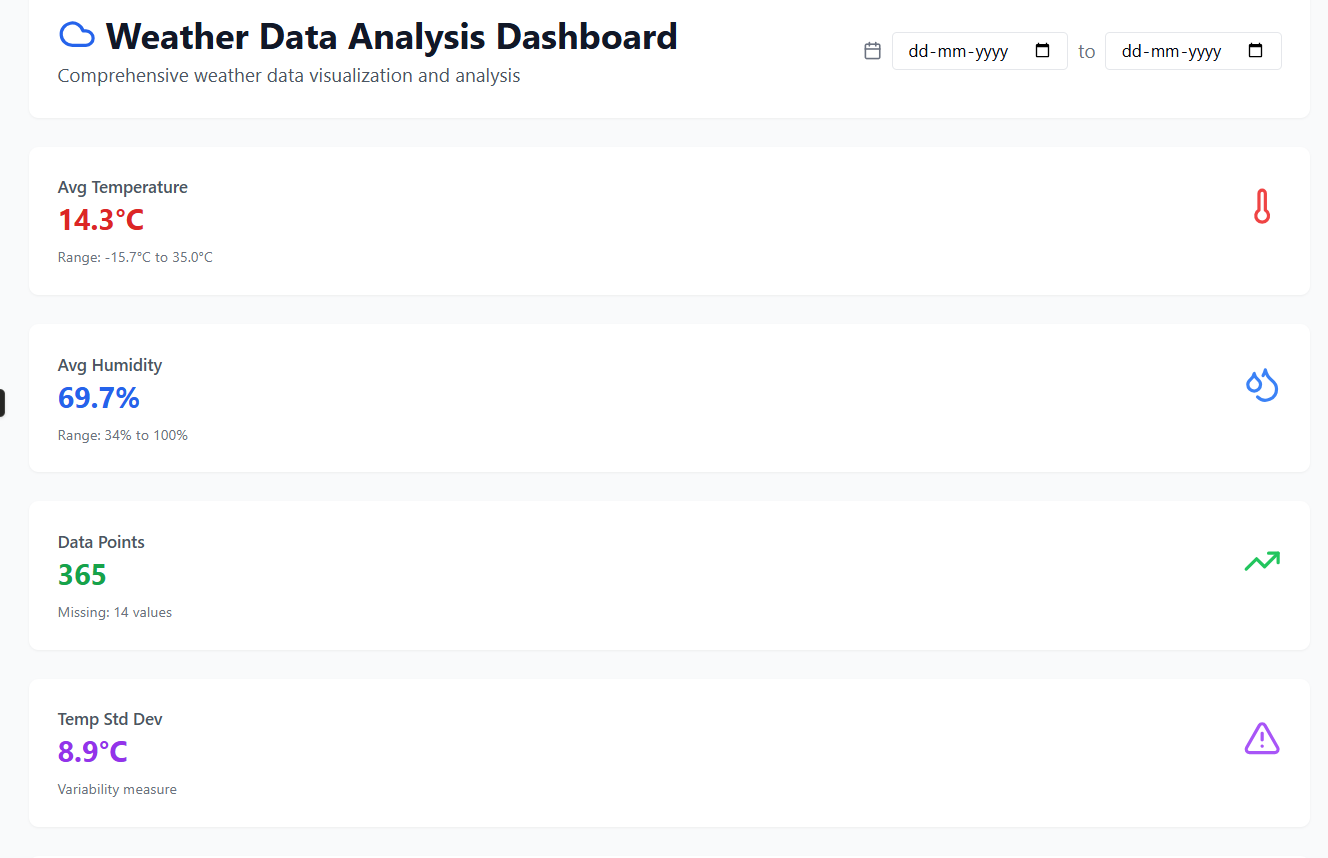 Weather Data Analysis Dashboard
Comprehensive weather data visualization and analysis
dd-mm-yyyy to dd-mm-yyyy
Avg Temperature
14.3°C
Range: -15.7°C to 35.0°C
Avg Humidity
69.7%
Range: 34% to 100%
Data Points
365
Missing: 14 values
Temp Std Dev
8.9°C
Variability measure